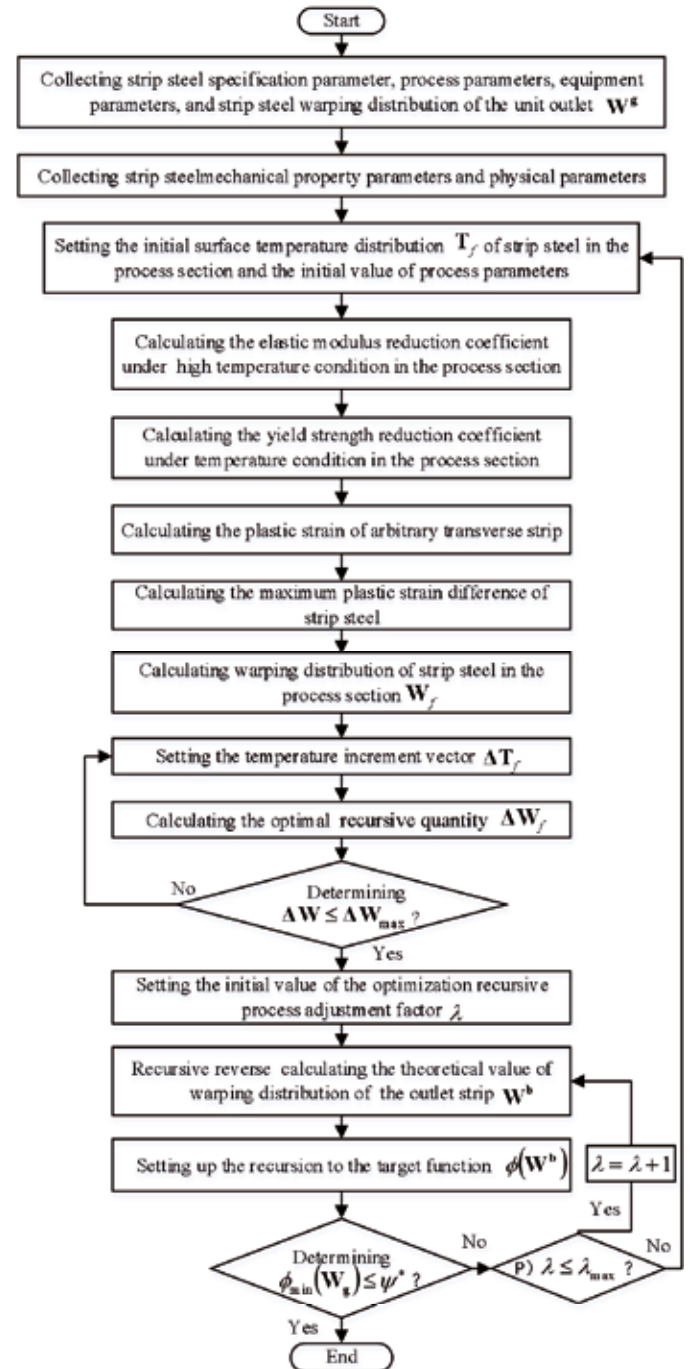 Start
Collecting strip steel specification parameter, process parameters, equipment
parameters, and strip steel warping distribution of the unit outlet W^g
Collecting strip steelmechanical property parameters and physical parameters
Setting the initial surface temperature distribution T_f of strip steel in the
process section and the initial value of process parameters
Calculating the elastic modulus reduction coefficient
under high temperature condition in the process section
Calculating the yield strength reduction coefficient
under temperature condition in the process section
Calculating the plastic strain of arbitrary transverse strip
Calculating the maximum plastic strain difference of
strip steel
Calculating warping distribution of strip steel in the
process section W_f
Setting the temperature increment vector ΔT_f
Calculating the optimal recursive quantity ΔW_f
No
Determining
ΔW ≤ ΔW_max ?
Yes
Setting the initial value of the optimization recursive
process adjustment factor λ
Recursive reverse calculating the theoretical value of
warping distribution of the outlet strip W^b
Setting up the recursion to the target function ϕ(W^b)
λ = λ+1
Yes
Determining
ϕ_min(W_g) ≤ ψ* ?
No
P) λ ≤ λ_max ?
No
Yes
End